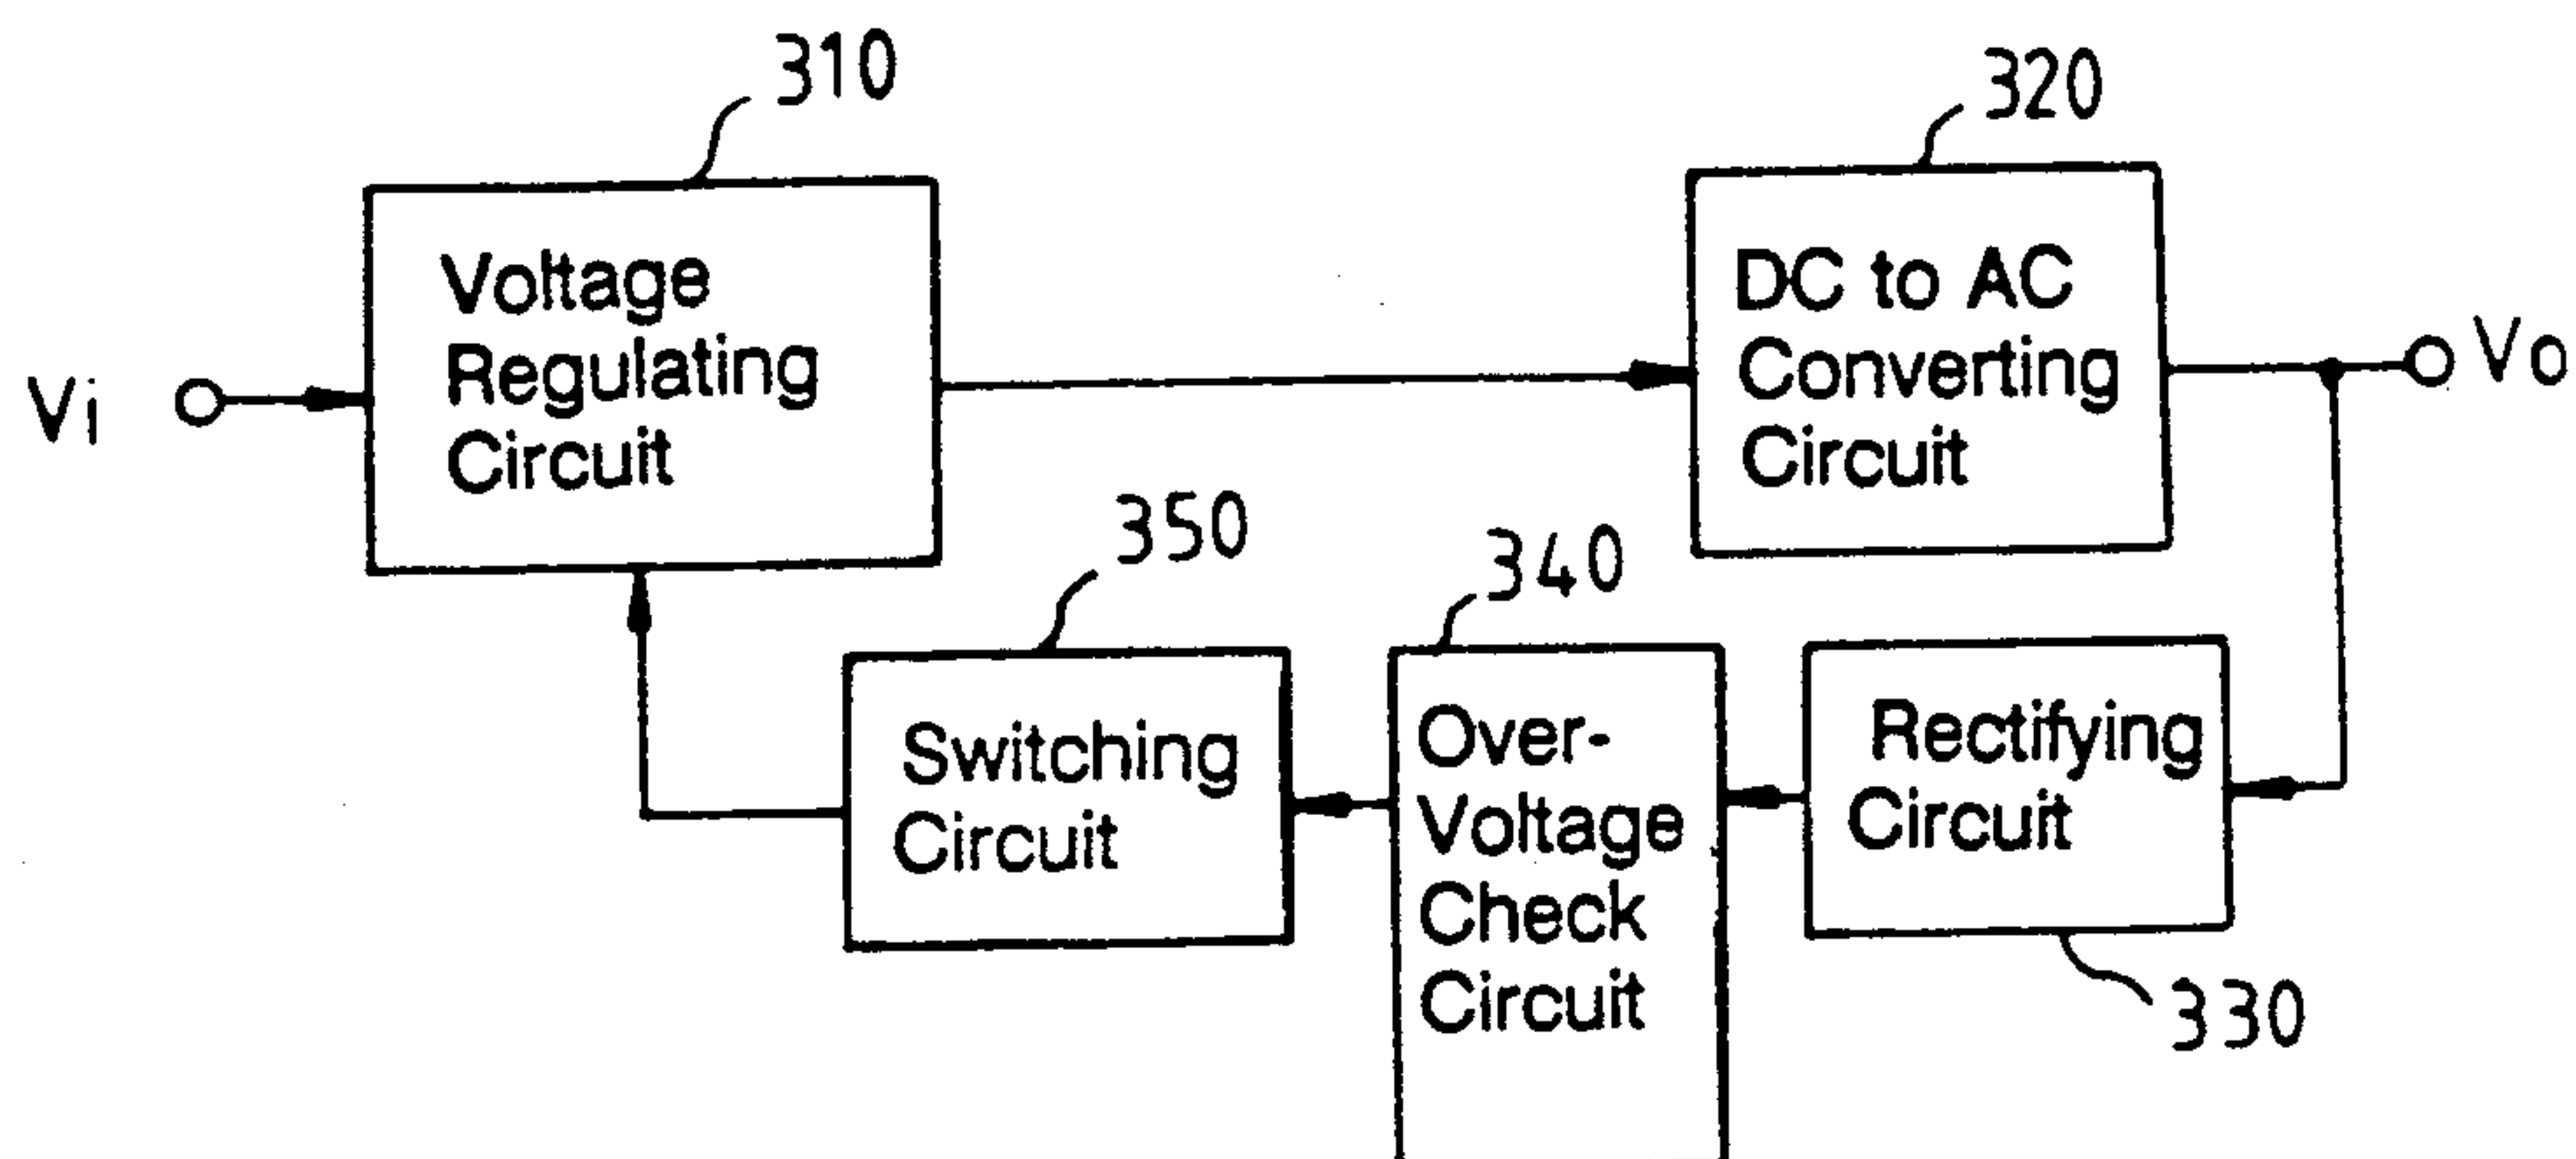 310
320
Voltage
Regulating
Circuit
DC to AC
Converting
Circuit
Vi
Vo
350
340
Switching
Circuit
Over-
Voltage
Check
Circuit
Rectifying
Circuit
330